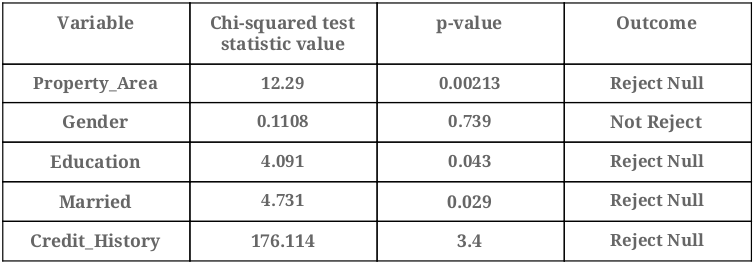 Variable Chi-squared test statistic value p-value Outcome
Property_Area 12.29 0.00213 Reject Null
Gender 0.1108 0.739 Not Reject
Education 4.091 0.043 Reject Null
Married 4.731 0.029 Reject Null
Credit_History 176.114 3.4 Reject Null